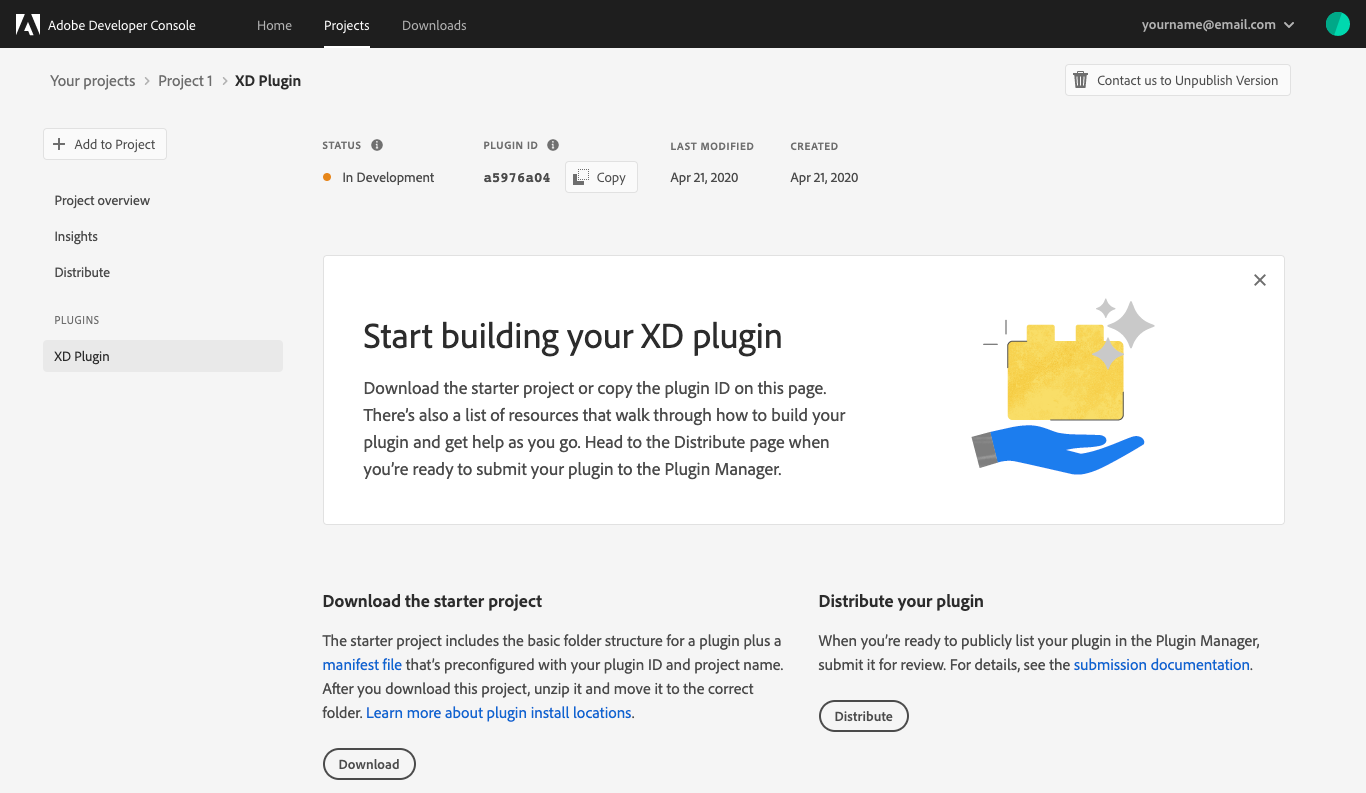 Adobe Developer Console Home Projects Downloads yourname@email.com
Your projects > Project 1 > XD Plugin
Contact us to Unpublish Version
Add to Project
Project overview
Insights
Distribute
PLUGINS
XD Plugin
STATUS PLUGIN ID LAST MODIFIED CREATED
In Development a5976a04 Copy Apr 21, 2020 Apr 21, 2020
Start building your XD plugin
Download the starter project or copy the plugin ID on this page.
There's also a list of resources that walk through how to build your
plugin and get help as you go. Head to the Distribute page when
you're ready to submit your plugin to the Plugin Manager.
Download the starter project
The starter project includes the basic folder structure for a plugin plus a
manifest file that's preconfigured with your plugin ID and project name.
After you download this project, unzip it and move it to the correct
folder. Learn more about plugin install locations.
Download
Distribute your plugin
When you're ready to publicly list your plugin in the Plugin Manager,
submit it for review. For details, see the submission documentation.
Distribute